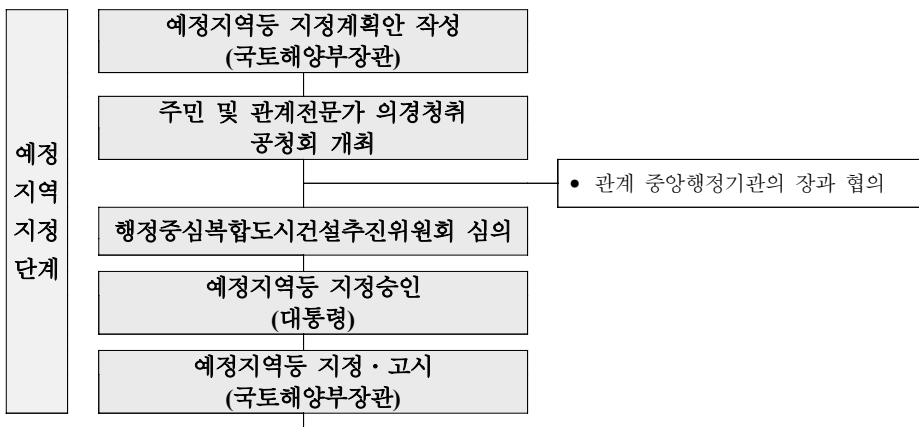 예정
지역
지정
단계
예정지역등 지정계획안 작성
(국토해양부장관)
주민 및 관계전문가 의경청취
공청회 개최
• 관계 중앙행정기관의 장과 협의
행정중심복합도시건설추진위원회 심의
예정지역등 지정승인
(대통령)
예정지역등 지정・고시
(국토해양부장관)